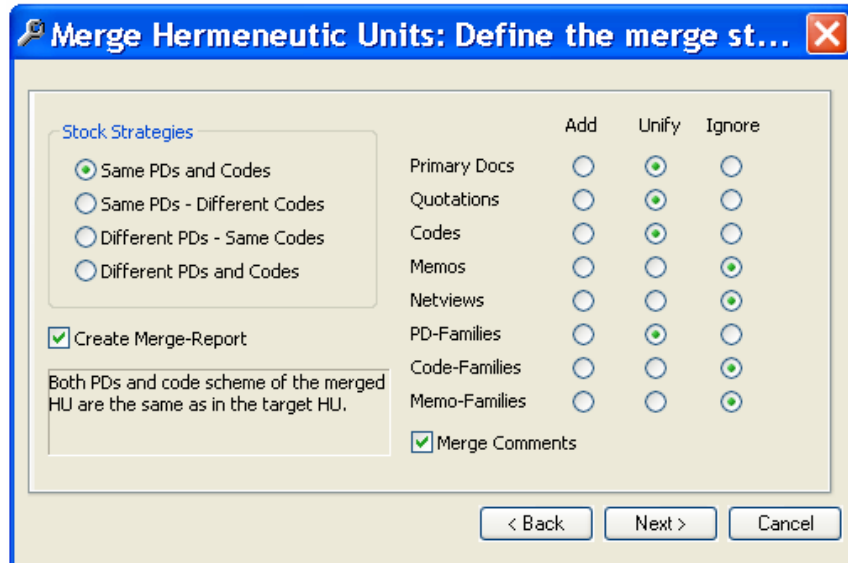 Merge Hermeneutic Units: Define the merge st...
Stock Strategies
Same PDs and Codes
Same PDs - Different Codes
Different PDs - Same Codes
Different PDs and Codes
Create Merge-Report
Both PDs and code scheme of the merged
HU are the same as in the target HU.
Add Unify Ignore
Primary Docs
Quotations
Codes
Memos
Netviews
PD-Families
Code-Families
Memo-Families
Merge Comments
< Back Next > Cancel